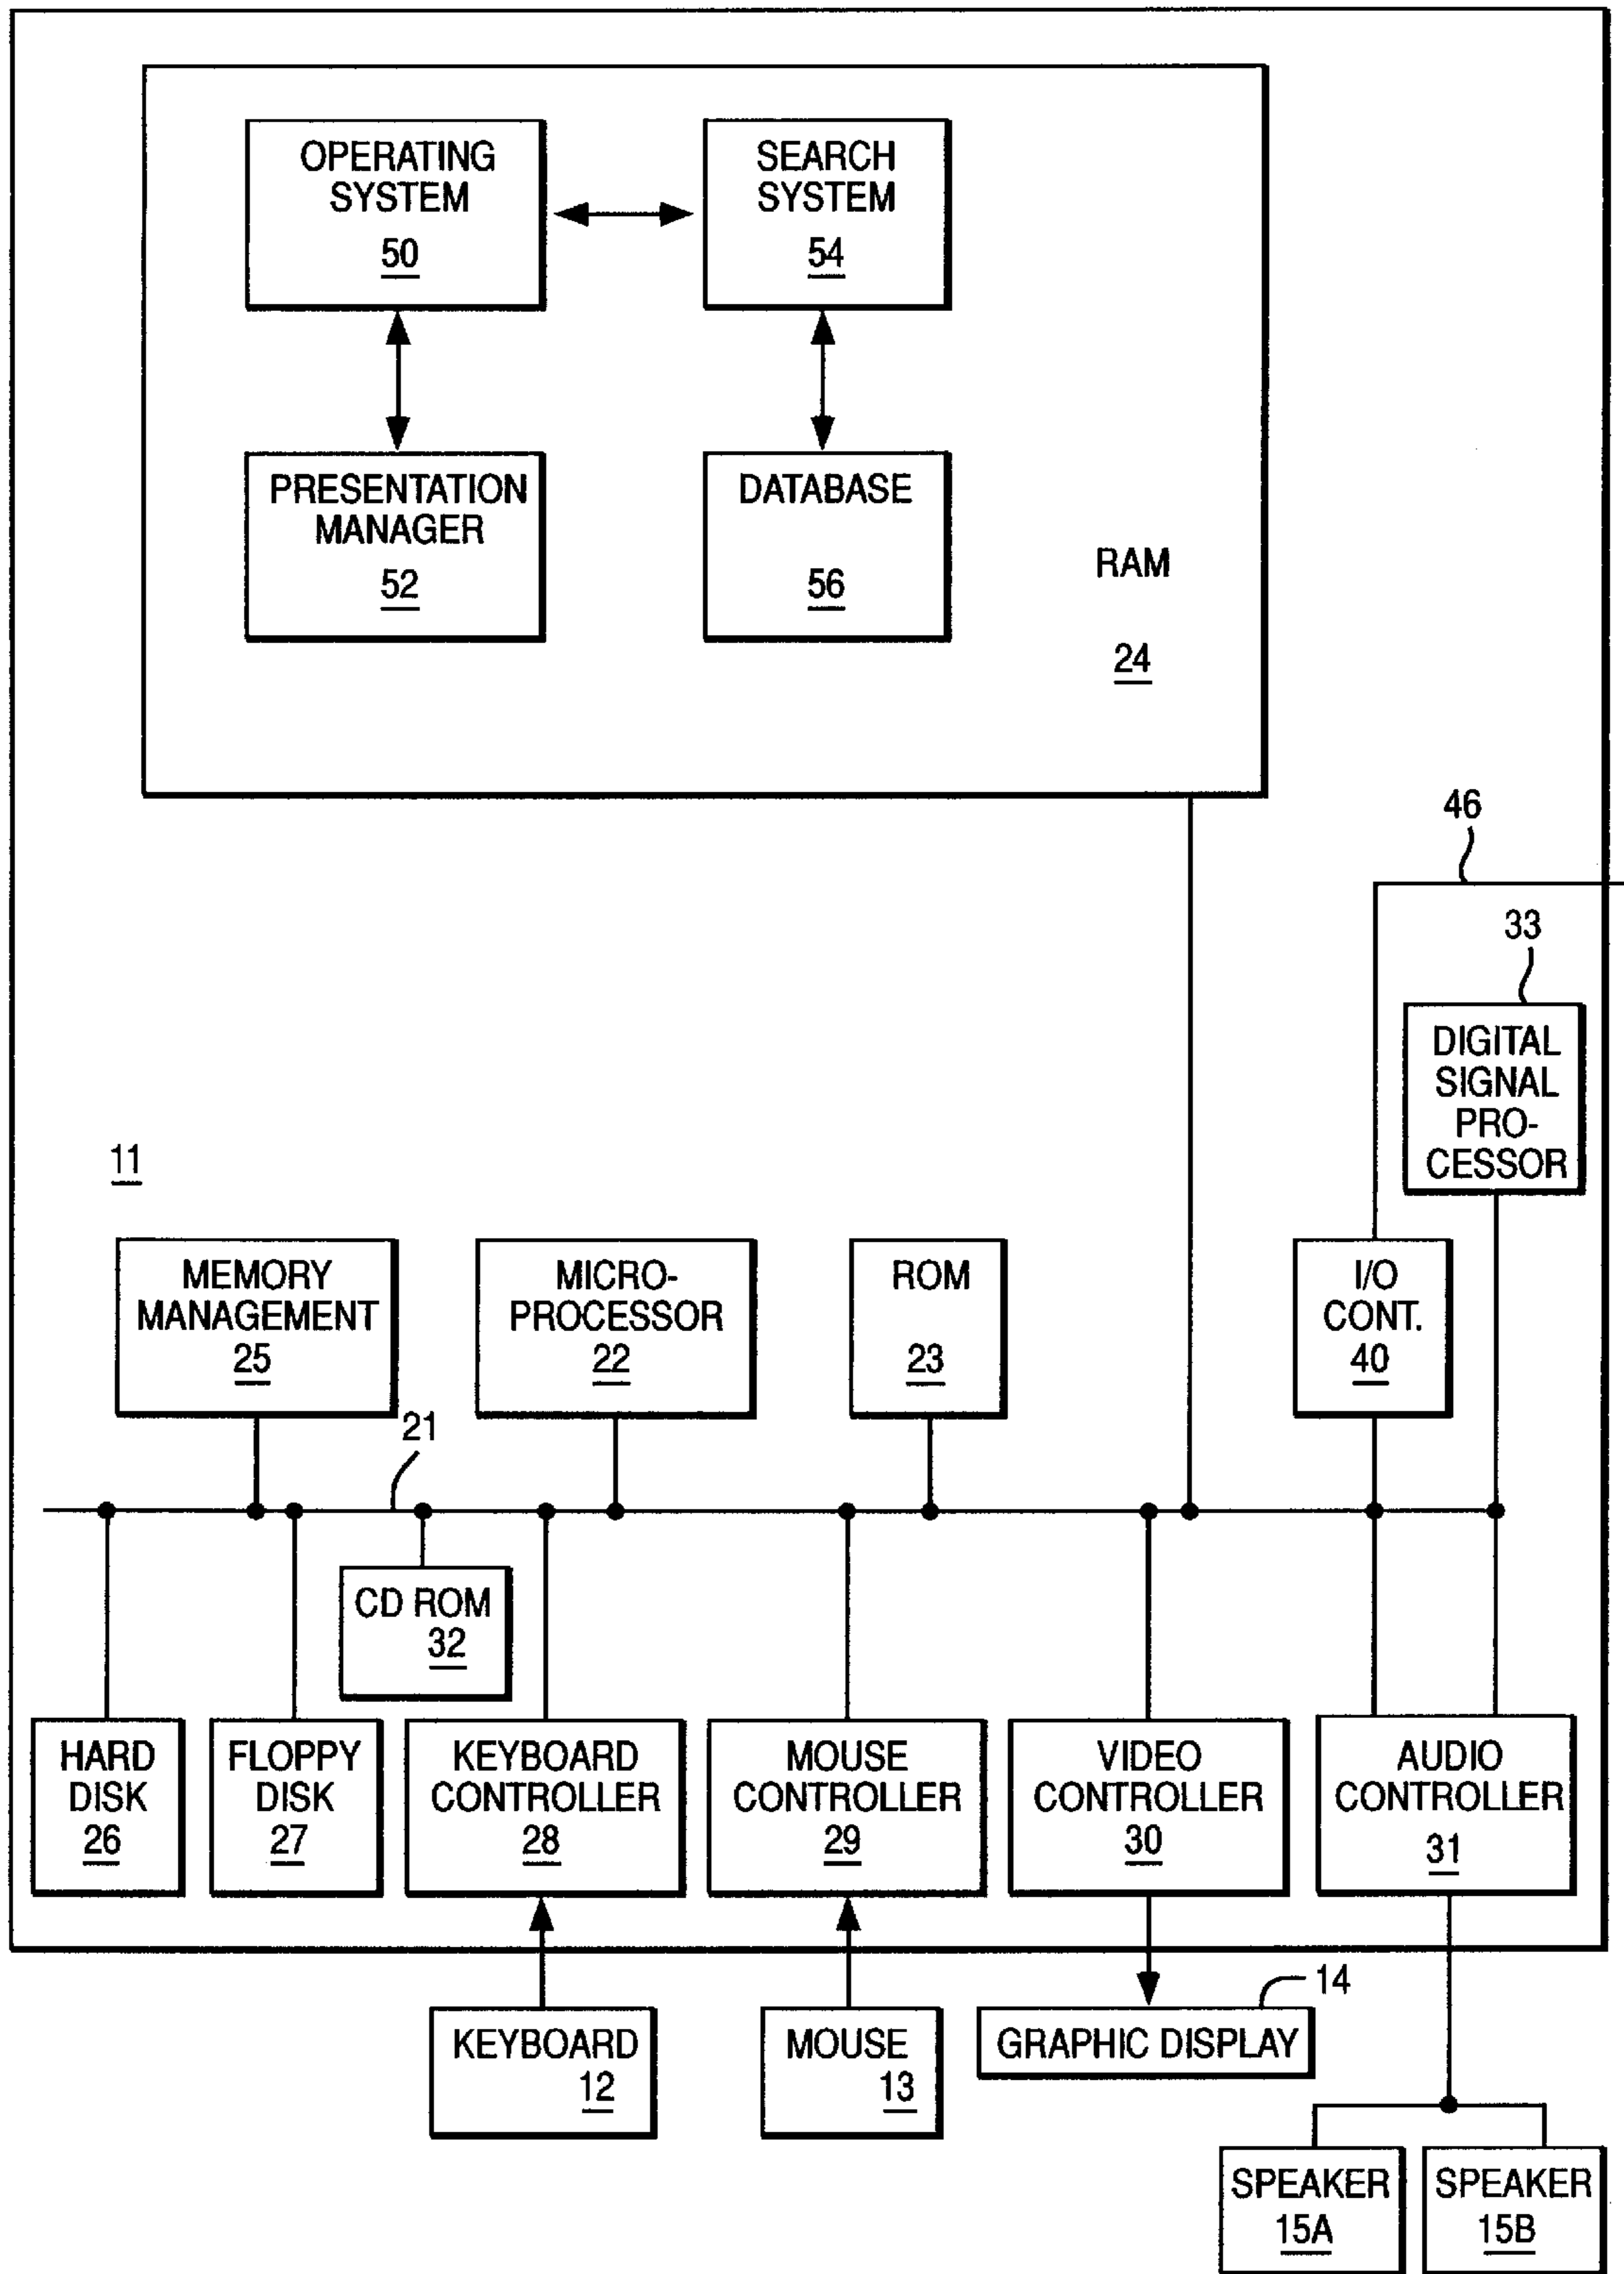 OPERATING
SYSTEM
50
SEARCH
SYSTEM
54
PRESENTATION
MANAGER
52
DATABASE
56
RAM
24
46
33
DIGITAL
SIGNAL
PRO-
CESSOR
11
MEMORY
MANAGEMENT
25
MICRO-
PROCESSOR
22
ROM
23
I/O
CONT.
40
21
CD ROM
32
HARD
DISK
26
FLOPPY
DISK
27
KEYBOARD
CONTROLLER
28
MOUSE
CONTROLLER
29
VIDEO
CONTROLLER
30
AUDIO
CONTROLLER
31
KEYBOARD
12
MOUSE
13
14
GRAPHIC DISPLAY
SPEAKER
15A
SPEAKER
15B